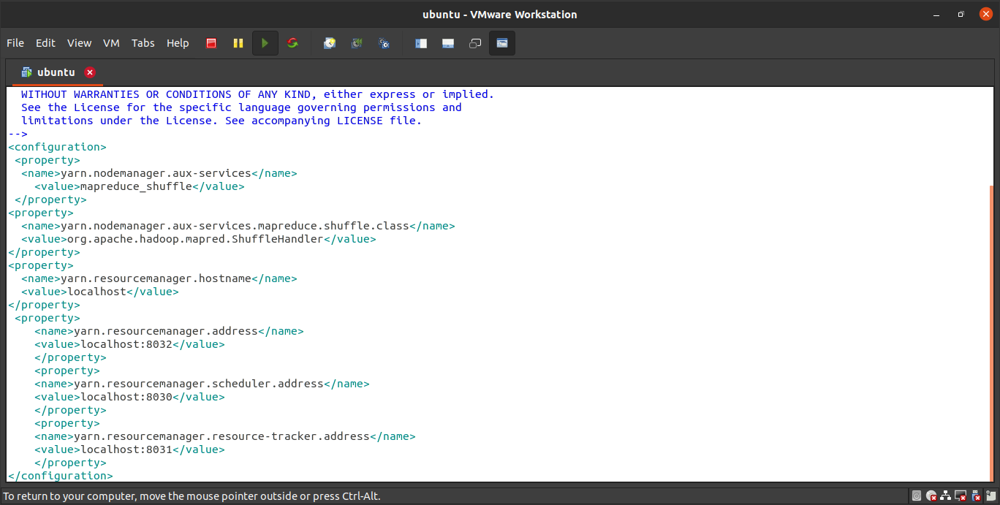 ubuntu - VMware Workstation
File Edit View VM Tabs Help
ubuntu
WITHOUT WARRANTIES OR CONDITIONS OF ANY KIND, either express or implied.
See the License for the specific language governing permissions and
limitations under the License. See accompanying LICENSE file.
-->
<configuration>
<property>
<name>yarn.nodemanager.aux-services</name>
<value>mapreduce_shuffle</value>
</property>
<property>
<name>yarn.nodemanager.aux-services.mapreduce.shuffle.class</name>
<value>org.apache.hadoop.mapred.ShuffleHandler</value>
</property>
<property>
<name>yarn.resourcemanager.hostname</name>
<value>localhost</value>
</property>
<property>
<name>yarn.resourcemanager.address</name>
<value>localhost:8032</value>
</property>
<property>
<name>yarn.resourcemanager.scheduler.address</name>
<value>localhost:8030</value>
</property>
<property>
<name>yarn.resourcemanager.resource-tracker.address</name>
<value>localhost:8031</value>
</property>
</configuration>
To return to your computer, move the mouse pointer outside or press Ctrl-Alt.